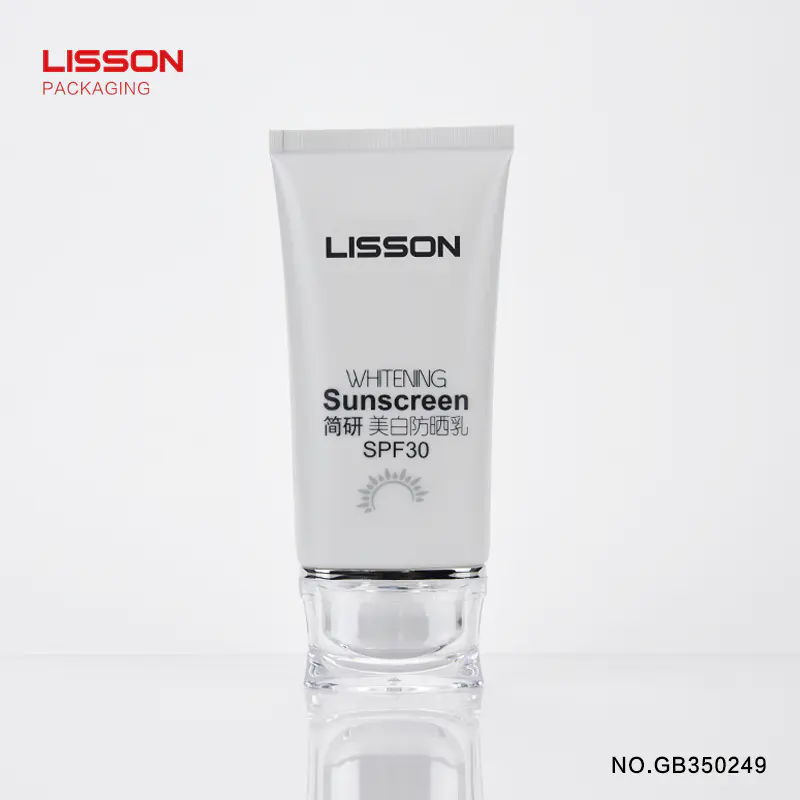 LISSON
PACKAGING
LISSON
WHITENING
Sunscreen
简研 美白防晒乳
SPF30
NO.GB350249